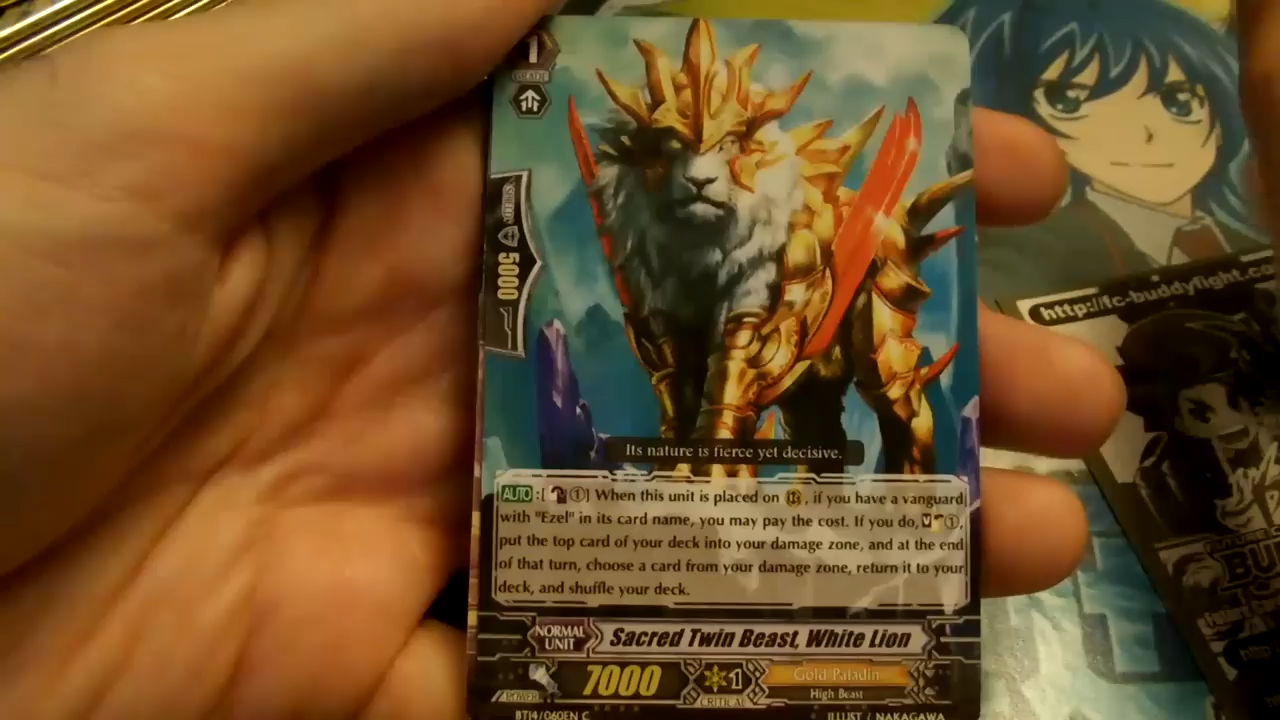 1
GRADE
SHIELD
5000
Its nature is fierce yet decisive.
AUTO:[ ①] When this unit is placed on , if you have a vanguard
with "Ezel" in its card name, you may pay the cost. If you do, ①,
put the top card of your deck into your damage zone, and at the end
of that turn, choose a card from your damage zone, return it to your
deck, and shuffle your deck.
NORMAL
UNIT
Sacred Twin Beast, White Lion
POWER
7000
1
CRITICAL
Gold Paladin
High Beast
BT14/060EN C
ILLUST / NAKAGAWA
http://fc-buddyfight.co